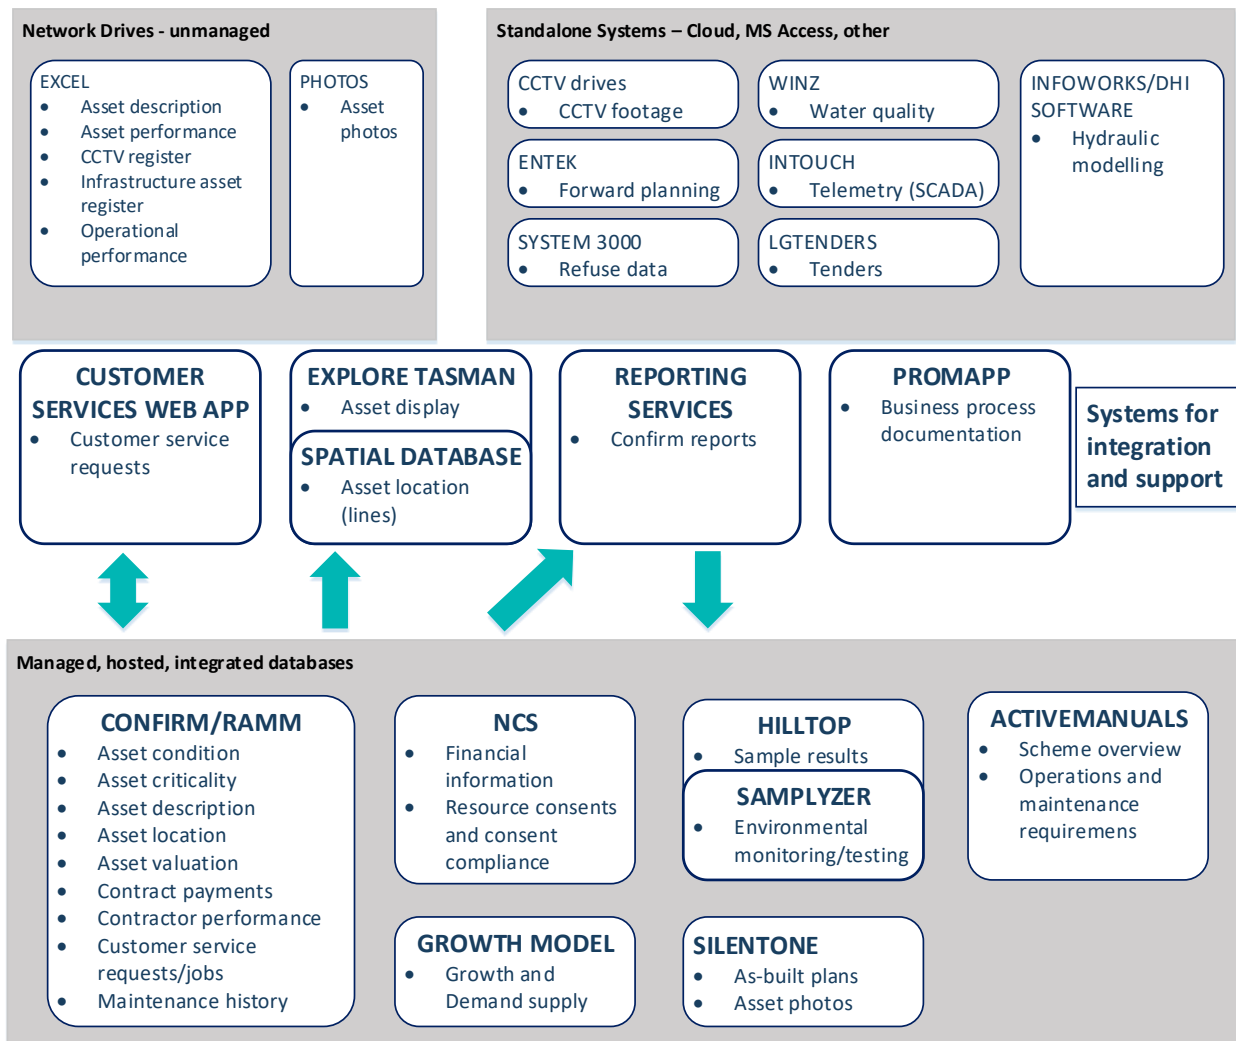 Network Drives - unmanaged
EXCEL
• Asset description
• Asset performance
• CCTV register
• Infrastructure asset
register
• Operational
performance
PHOTOS
• Asset
photos
Standalone Systems – Cloud, MS Access, other
CCTV drives
• CCTV footage
WINZ
• Water quality
INFOWORKS/DHI
SOFTWARE
• Hydraulic
modelling
ENTEK
• Forward planning
INTOUCH
• Telemetry (SCADA)
SYSTEM 3000
• Refuse data
LGTENDERS
• Tenders
CUSTOMER
SERVICES WEB APP
• Customer service
requests
EXPLORE TASMAN
• Asset display
SPATIAL DATABASE
• Asset location
(lines)
REPORTING
SERVICES
• Confirm reports
PROMAPP
• Business process
documentation
Systems for
integration
and support
Managed, hosted, integrated databases
CONFIRM/RAMM
• Asset condition
• Asset criticality
• Asset description
• Asset location
• Asset valuation
• Contract payments
• Contractor performance
• Customer service
requests/jobs
• Maintenance history
NCS
• Financial
information
• Resource consents
and consent
compliance
HILLTOP
• Sample results
SAMPLYZER
• Environmental
monitoring/testing
ACTIVEMANUALS
• Scheme overview
• Operations and
maintenance
requiremens
GROWTH MODEL
• Growth and
Demand supply
SILENTONE
• As-built plans
• Asset photos